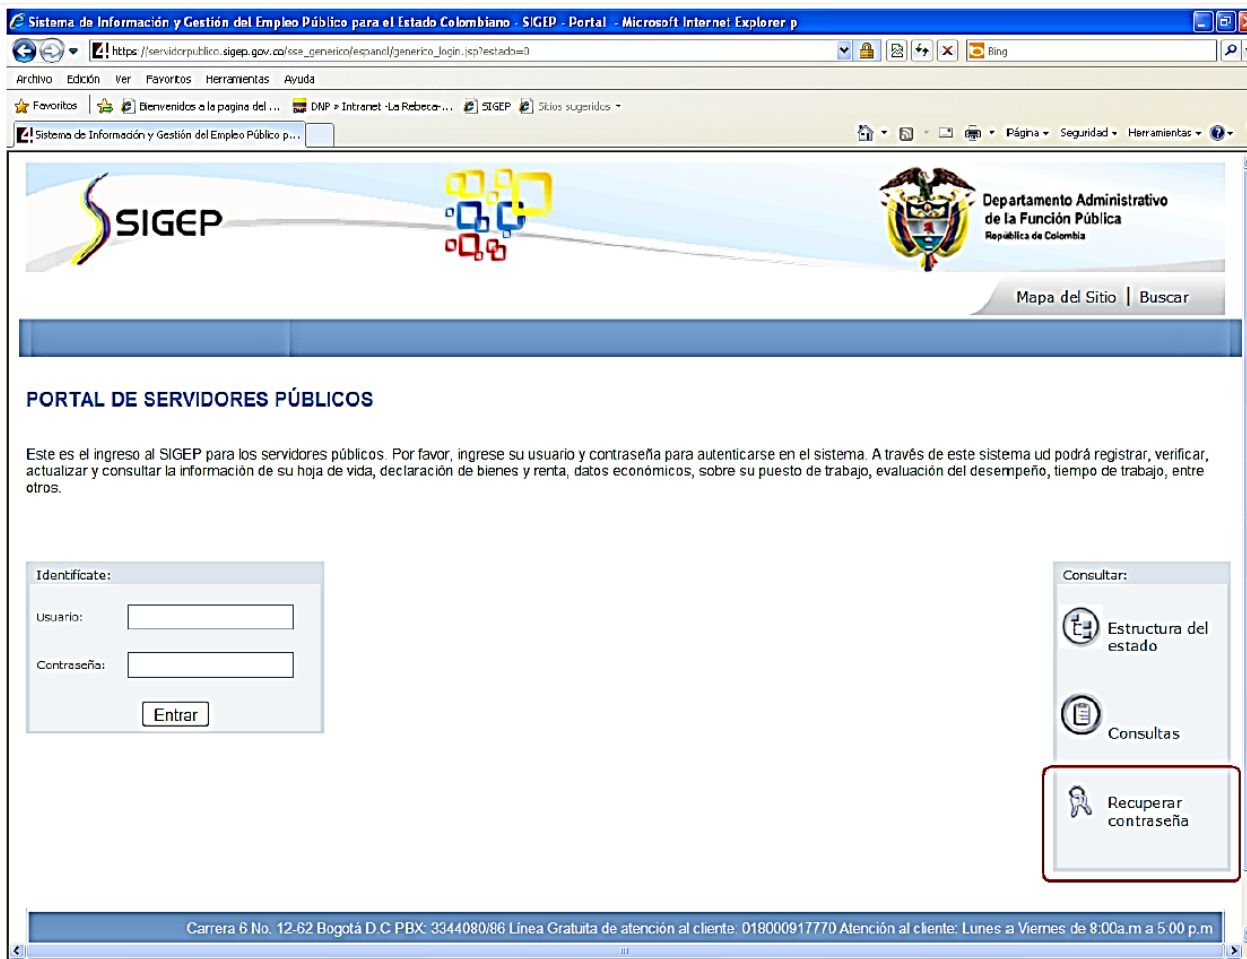 Sistema de Información y Gestión del Empleo Público para el Estado Colombiano - SIGEP - Portal - Microsoft Internet Explorer p
https://servidorpublico.sigep.gov.co/sse_generico/espanol/generico_login.jsp?estado=0
Bing
Archivo Edición Ver Favoritos Herramientas Ayuda
Favoritos Bienvenidos a la pagina del ... DNP » Intranet -La Rebeca-... SIGEP Sitios sugeridos
Sistema de Información y Gestión del Empleo Público p...
Página Seguridad Herramientas
SIGEP
Departamento Administrativo
de la Función Pública
República de Colombia
Mapa del Sitio | Buscar
PORTAL DE SERVIDORES PÚBLICOS
Este es el ingreso al SIGEP para los servidores públicos. Por favor, ingrese su usuario y contraseña para autenticarse en el sistema. A través de este sistema ud podrá registrar, verificar,
actualizar y consultar la información de su hoja de vida, declaración de bienes y renta, datos económicos, sobre su puesto de trabajo, evaluación del desempeño, tiempo de trabajo, entre
otros.
Identifícate:
Usuario:
Contraseña:
Entrar
Consultar:
Estructura del
estado
Consultas
Recuperar
contraseña
Carrera 6 No. 12-62 Bogotá D.C PBX: 3344080/86 Línea Gratuita de atención al cliente: 018000917770 Atención al cliente: Lunes a Viernes de 8:00a.m a 5:00 p.m